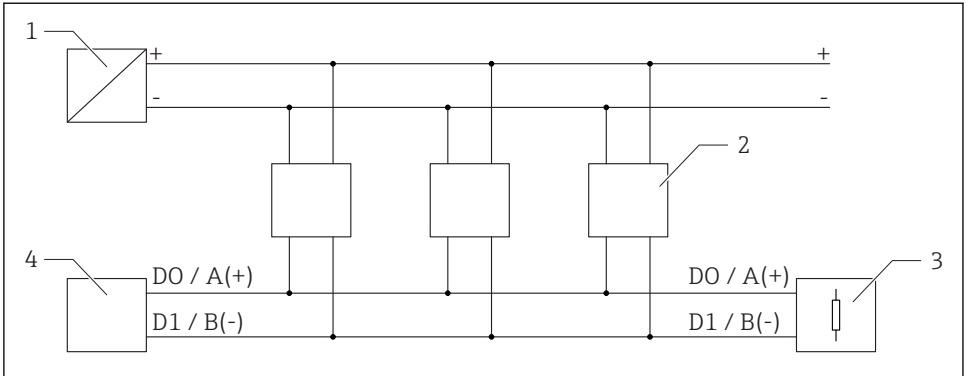 1
+
+
-
-
2
4
DO / A(+)
DO / A(+)
3
D1 / B(-)
D1 / B(-)